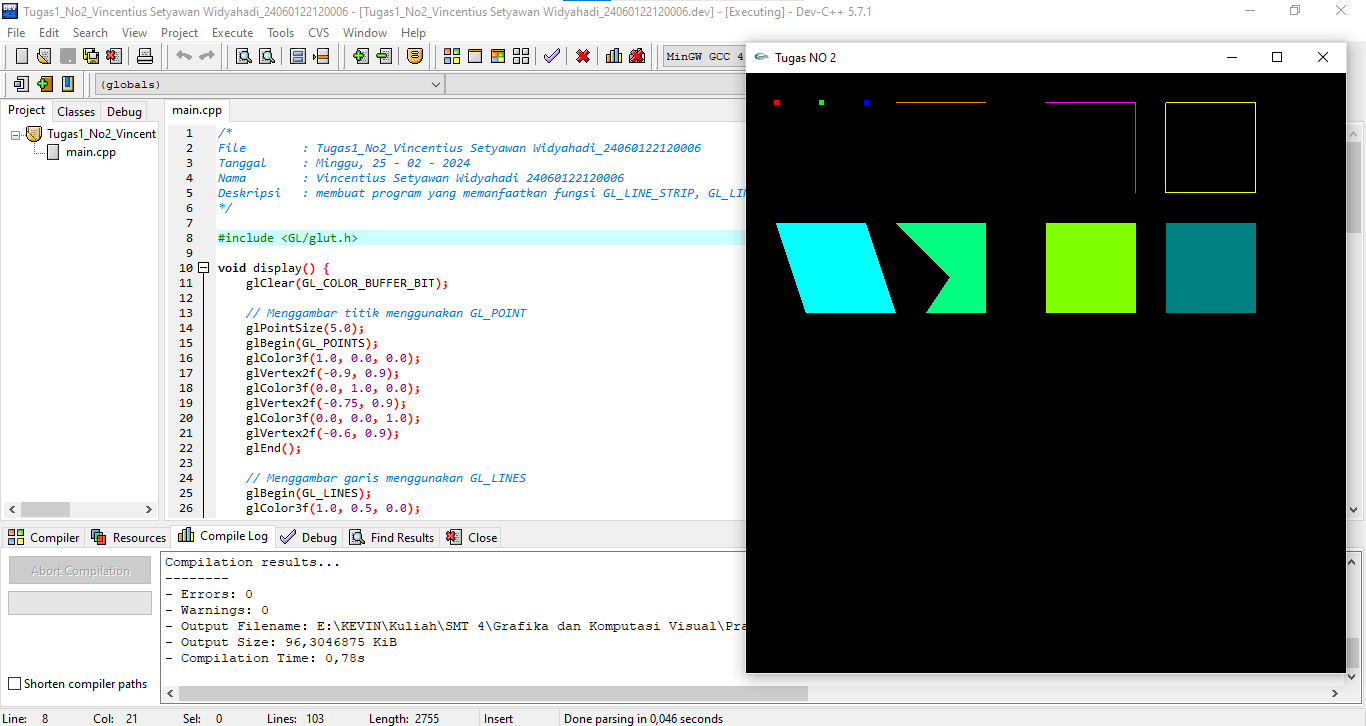 Tugas1_No2_Vincentius Setyawan Widyahadi_24060122120006 - [Tugas1_No2_Vincentius Setyawan Widyahadi_24060122120006.dev] - [Executing] - Dev-C++ 5.7.1
File Edit Search View Project Execute Tools CVS Window Help
MinGW GCC 4
(globals)
Project Classes Debug
Tugas1_No2_Vincent
main.cpp
main.cpp
1 /*
2 File : Tugas1_No2_Vincentius Setyawan Widyahadi_24060122120006
3 Tanggal : Minggu, 25 - 02 - 2024
4 Nama : Vincentius Setyawan Widyahadi 24060122120006
5 Deskripsi : membuat program yang memanfaatkan fungsi GL_LINE_STRIP, GL_LIN
6 */
7
8 #include <GL/glut.h>
9
10 void display() {
11 glClear(GL_COLOR_BUFFER_BIT);
12
13 // Menggambar titik menggunakan GL_POINT
14 glPointSize(5.0);
15 glBegin(GL_POINTS);
16 glColor3f(1.0, 0.0, 0.0);
17 glVertex2f(-0.9, 0.9);
18 glColor3f(0.0, 1.0, 0.0);
19 glVertex2f(-0.75, 0.9);
20 glColor3f(0.0, 0.0, 1.0);
21 glVertex2f(-0.6, 0.9);
22 glEnd();
23
24 // Menggambar garis menggunakan GL_LINES
25 glBegin(GL_LINES);
26 glColor3f(1.0, 0.5, 0.0);
Tugas NO 2
Compiler Resources Compile Log Debug Find Results Close
Abort Compilation
Shorten compiler paths
Compilation results...
--------
- Errors: 0
- Warnings: 0
- Output Filename: E:\KEVIN\Kuliah\SMT 4\Grafika dan Komputasi Visual\Pra
- Output Size: 96,3046875 KiB
- Compilation Time: 0,78s
Line: 8 Col: 21 Sel: 0 Lines: 103 Length: 2755 Insert Done parsing in 0,046 seconds